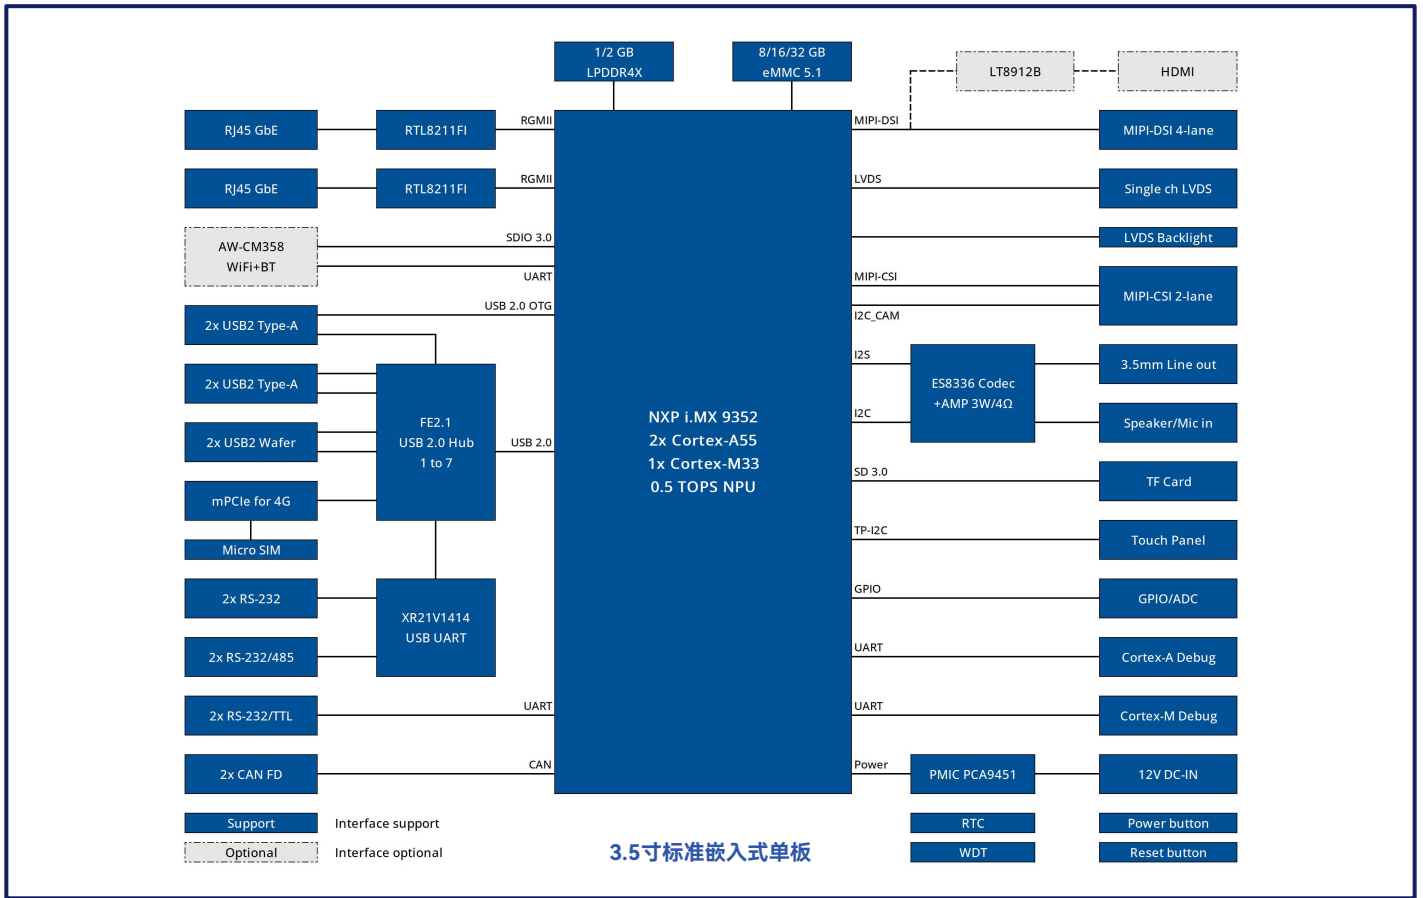 1/2 GB
LPDDR4X
8/16/32 GB
eMMC 5.1
LT8912B
HDMI
RJ45 GbE
RTL8211FI
RGMII
MIPI-DSI
MIPI-DSI 4-lane
RJ45 GbE
RTL8211FI
RGMII
LVDS
Single ch LVDS
AW-CM358
WiFi+BT
SDIO 3.0
UART
LVDS Backlight
MIPI-CSI
I2C_CAM
MIPI-CSI 2-lane
2x USB2 Type-A
USB 2.0 OTG
2x USB2 Type-A
2x USB2 Wafer
mPCIe for 4G
Micro SIM
FE2.1
USB 2.0 Hub
1 to 7
USB 2.0
NXP i.MX 9352
2x Cortex-A55
1x Cortex-M33
0.5 TOPS NPU
I2S
I2C
ES8336 Codec
+AMP 3W/4Ω
3.5mm Line out
Speaker/Mic in
SD 3.0
TF Card
TP-I2C
Touch Panel
2x RS-232
2x RS-232/485
XR21V1414
USB UART
GPIO
GPIO/ADC
UART
Cortex-A Debug
2x RS-232/TTL
UART
UART
Cortex-M Debug
2x CAN FD
CAN
Power
PMIC PCA9451
12V DC-IN
Support
Interface support
RTC
Power button
Optional
Interface optional
3.5寸标准嵌入式单板
WDT
Reset button